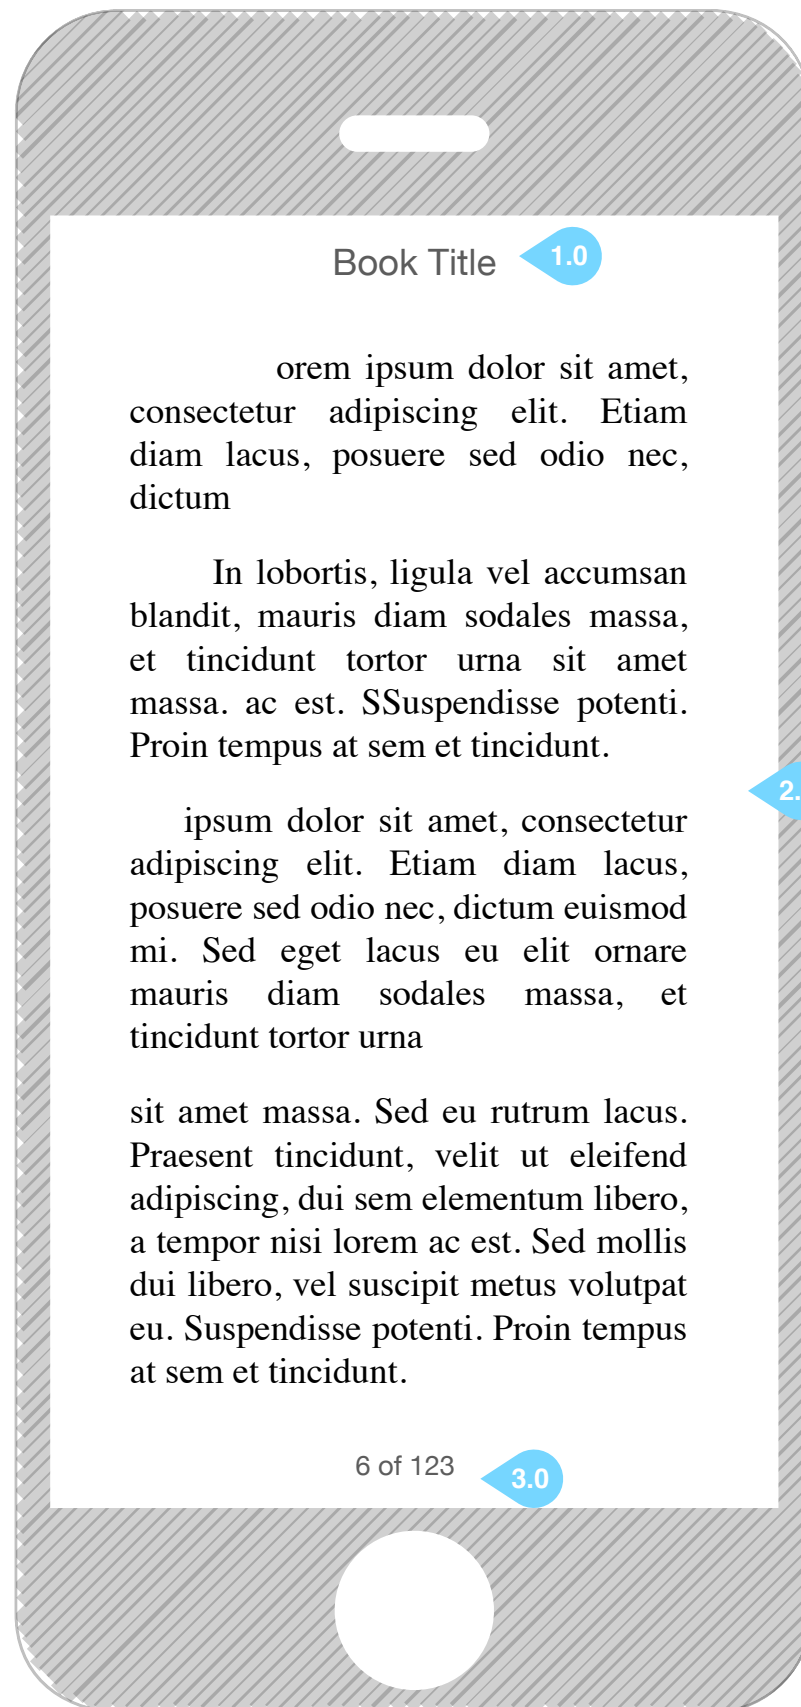 Book Title 1.0
orem ipsum dolor sit amet,
consectetur adipiscing elit. Etiam
diam lacus, posuere sed odio nec,
dictum
In lobortis, ligula vel accumsan
blandit, mauris diam sodales massa,
et tincidunt tortor urna sit amet
massa. ac est. SSuspendisse potenti.
Proin tempus at sem et tincidunt.
2.
ipsum dolor sit amet, consectetur
adipiscing elit. Etiam diam lacus,
posuere sed odio nec, dictum euismod
mi. Sed eget lacus eu elit ornare
mauris diam sodales massa, et
tincidunt tortor urna
sit amet massa. Sed eu rutrum lacus.
Praesent tincidunt, velit ut eleifend
adipiscing, dui sem elementum libero,
a tempor nisi lorem ac est. Sed mollis
dui libero, vel suscipit metus volutpat
eu. Suspendisse potenti. Proin tempus
at sem et tincidunt.
6 of 123 3.0